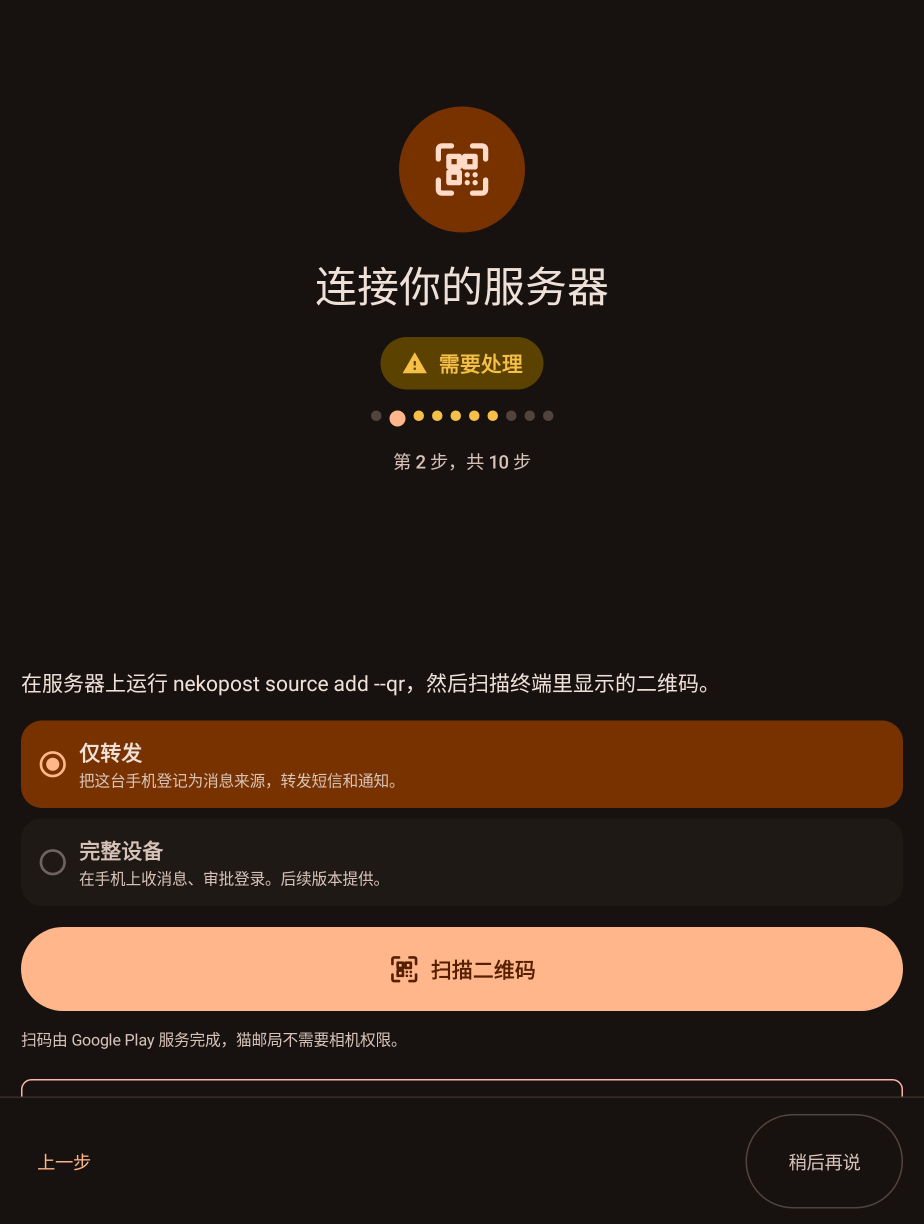 连接你的服务器
需要处理
第 2 步，共 10 步
在服务器上运行 nekopost source add --qr，然后扫描终端里显示的二维码。
仅转发
把这台手机登记为消息来源，转发短信和通知。
完整设备
在手机上收消息、审批登录。后续版本提供。
扫描二维码
扫码由 Google Play 服务完成，猫邮局不需要相机权限。
上一步
稍后再说